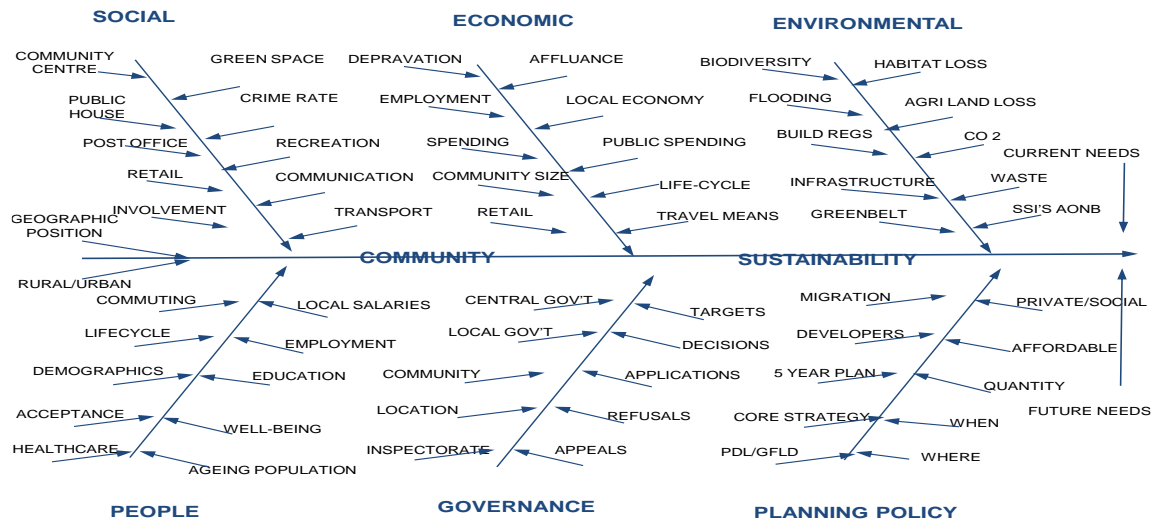 SOCIAL
ECONOMIC
ENVIRONMENTAL
COMMUNITY
CENTRE
GREEN SPACE
PUBLIC
HOUSE
CRIME RATE
POST OFFICE
RECREATION
RETAIL
COMMUNICATION
INVOLVEMENT
TRANSPORT
GEOGRAPHIC
POSITION
RURAL/URBAN
DEPRAVATION
AFFLUANCE
EMPLOYMENT
LOCAL ECONOMY
SPENDING
PUBLIC SPENDING
COMMUNITY SIZE
LIFE-CYCLE
RETAIL
TRAVEL MEANS
BIODIVERSITY
HABITAT LOSS
FLOODING
AGRI LAND LOSS
BUILD REGS
CO 2
INFRASTRUCTURE
WASTE
GREENBELT
SSI'S AONB
CURRENT NEEDS
COMMUNITY
SUSTAINABILITY
COMMUTING
LOCAL SALARIES
LIFECYCLE
EMPLOYMENT
DEMOGRAPHICS
EDUCATION
ACCEPTANCE
WELL-BEING
HEALTHCARE
AGEING POPULATION
CENTRAL GOV'T
TARGETS
LOCAL GOV'T
DECISIONS
COMMUNITY
APPLICATIONS
LOCATION
REFUSALS
INSPECTORATE
APPEALS
MIGRATION
PRIVATE/SOCIAL
DEVELOPERS
AFFORDABLE
5 YEAR PLAN
QUANTITY
CORE STRATEGY
WHEN
PDL/GFLD
WHERE
FUTURE NEEDS
PEOPLE
GOVERNANCE
PLANNING POLICY